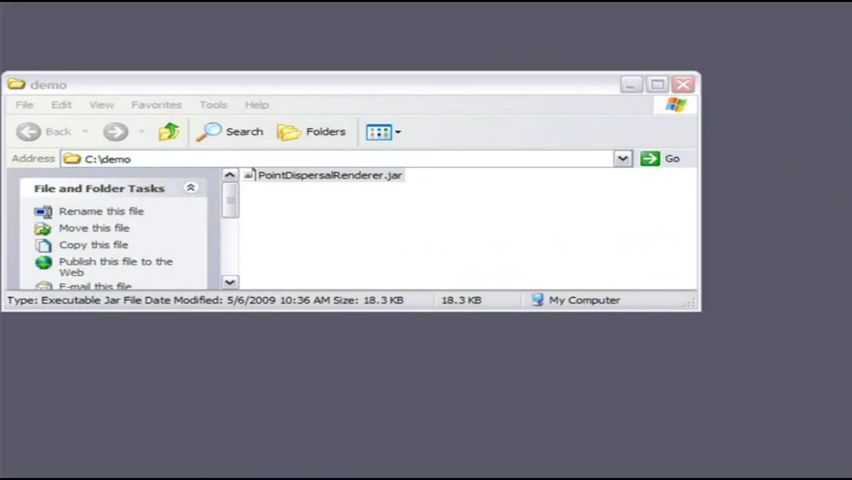 demo
File Edit View Favorites Tools Help
Back Search Folders
Address C:\demo Go
File and Folder Tasks
PointDispersalRenderer.jar
Rename this file
Move this file
Copy this file
Publish this file to the
Web
E-mail this file
Type: Executable Jar File Date Modified: 5/6/2009 10:36 AM Size: 18.3 KB 18.3 KB My Computer